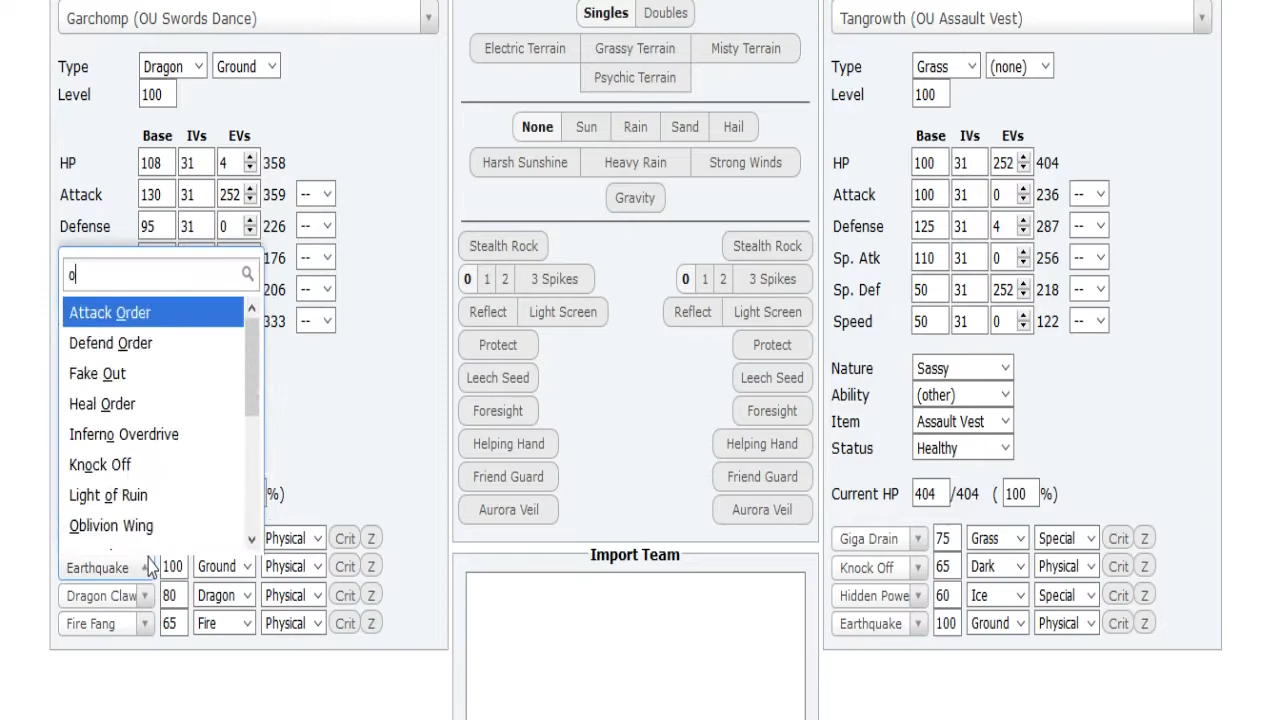 Garchomp (OU Swords Dance)
Type Dragon Ground
Level 100
Base IVs EVs
HP 108 31 4 358
Attack 130 31 252 359 --
Defense 95 31 0 226 --
176 --
206 --
333 --
o
Attack Order
Defend Order
Fake Out
Heal Order
Inferno Overdrive
Knock Off
Light of Ruin
Oblivion Wing
%)
Physical Crit Z
Earthquake 100 Ground Physical Crit Z
Dragon Claw 80 Dragon Physical Crit Z
Fire Fang 65 Fire Physical Crit Z
Singles Doubles
Electric Terrain Grassy Terrain Misty Terrain
Psychic Terrain
None Sun Rain Sand Hail
Harsh Sunshine Heavy Rain Strong Winds
Gravity
Stealth Rock Stealth Rock
0 1 2 3 Spikes 0 1 2 3 Spikes
Reflect Light Screen Reflect Light Screen
Protect Protect
Leech Seed Leech Seed
Foresight Foresight
Helping Hand Helping Hand
Friend Guard Friend Guard
Aurora Veil Aurora Veil
Import Team
Tangrowth (OU Assault Vest)
Type Grass (none)
Level 100
Base IVs EVs
HP 100 31 252 404
Attack 100 31 0 236 --
Defense 125 31 4 287 --
Sp. Atk 110 31 0 256 --
Sp. Def 50 31 252 218 --
Speed 50 31 0 122 --
Nature Sassy
Ability (other)
Item Assault Vest
Status Healthy
Current HP 404 /404 ( 100 %)
Giga Drain 75 Grass Special Crit Z
Knock Off 65 Dark Physical Crit Z
Hidden Powe 60 Ice Special Crit Z
Earthquake 100 Ground Physical Crit Z